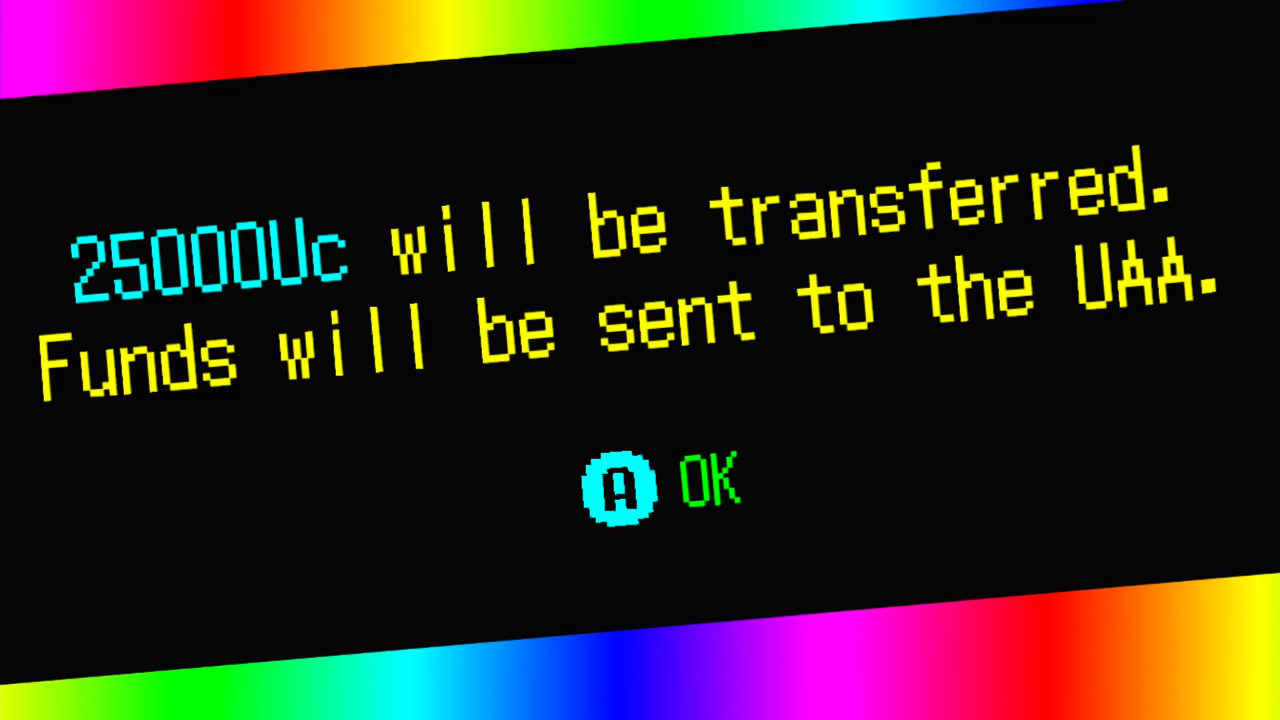 25000Uc will be transferred.
Funds will be sent to the UAA.
A OK